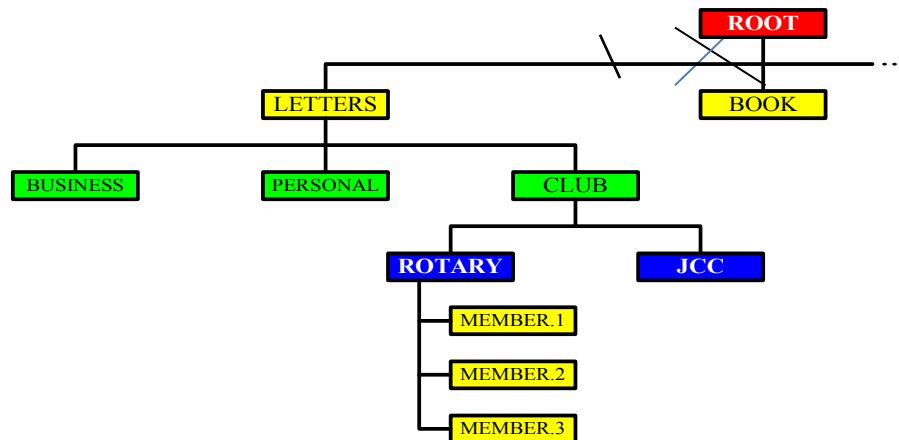 ROOT
LETTERS
BOOK
BUSINESS
PERSONAL
CLUB
ROTARY
JCC
MEMBER.1
MEMBER.2
MEMBER.3